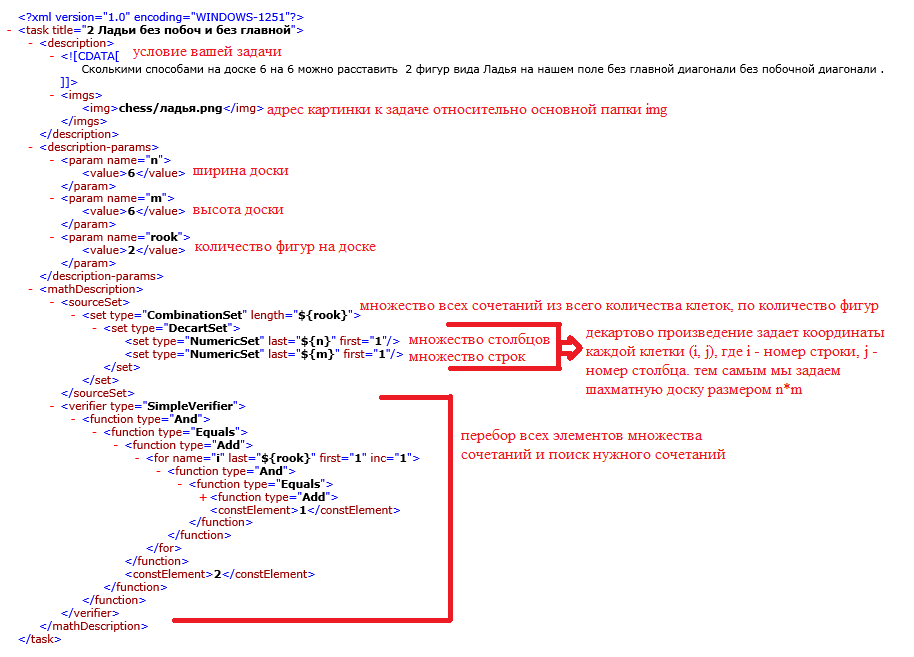 <?xml version="1.0" encoding="WINDOWS-1251"?>
- <task title="2 Ладьи без побоч и без главной">
- <description>
- <![CDATA[ условие вашей задачи
Сколькими способами на доске 6 на 6 можно расставить 2 фигур вида Ладья на нашем поле без главной диагонали без побочной диагонали .
]]>
- <imgs>
<img>chess/ладья.png</img> адрес картинки к задаче относительно основной папки img
</imgs>
</description>
- <description-params>
- <param name="n">
<value>6</value> ширина доски
</param>
- <param name="m">
<value>6</value> высота доски
</param>
- <param name="rook">
<value>2</value> количество фигур на доске
</param>
</description-params>
- <mathDescription>
- <sourceSet> множество всех сочетаний из всего количества клеток, по количество фигур
- <set type="CombinationSet" length="${rook}">
- <set type="DecartSet">
<set type="NumericSet" last="${n}" first="1"/> множество столбцов
<set type="NumericSet" last="${m}" first="1"/> множество строк
</set>
</set>
</sourceSet>
декартово произведение задает координаты
каждой клетки (i, j), где i - номер строки, j -
номер столбца. тем самым мы задаем
шахматную доску размером n*m
- <verifier type="SimpleVerifier">
- <function type="And">
- <function type="Equals">
- <function type="Add">
- <for name="i" last="${rook}" first="1" inc="1">
- <function type="And">
- <function type="Equals">
+ <function type="Add">
<constElement>1</constElement>
</function>
</function>
</for>
</function>
<constElement>2</constElement>
</function>
</function>
</verifier>
перебор всех элементов множества
сочетаний и поиск нужного сочетаний
</mathDescription>
</task>